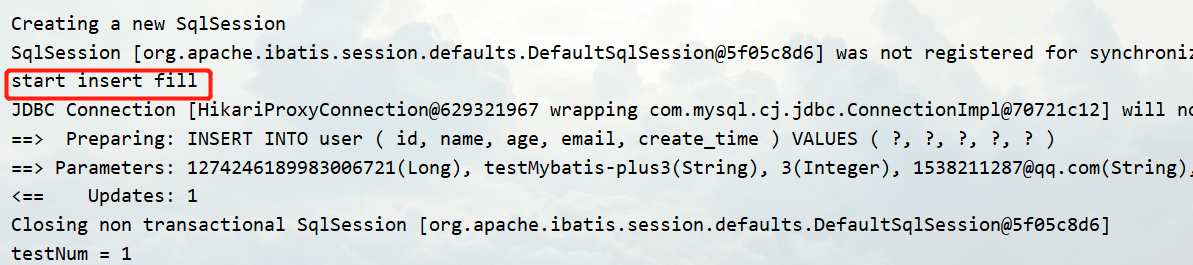 Creating a new SqlSession
SqlSession [org.apache.ibatis.session.defaults.DefaultSqlSession@5f05c8d6] was not registered for synchroniz
start insert fill
JDBC Connection [HikariProxyConnection@629321967 wrapping com.mysql.cj.jdbc.ConnectionImpl@70721c12] will no
==>  Preparing: INSERT INTO user ( id, name, age, email, create_time ) VALUES ( ?, ?, ?, ?, ? )
==> Parameters: 1274246189983006721(Long), testMybatis-plus3(String), 3(Integer), 1538211287@qq.com(String),
<==    Updates: 1
Closing non transactional SqlSession [org.apache.ibatis.session.defaults.DefaultSqlSession@5f05c8d6]
testNum = 1